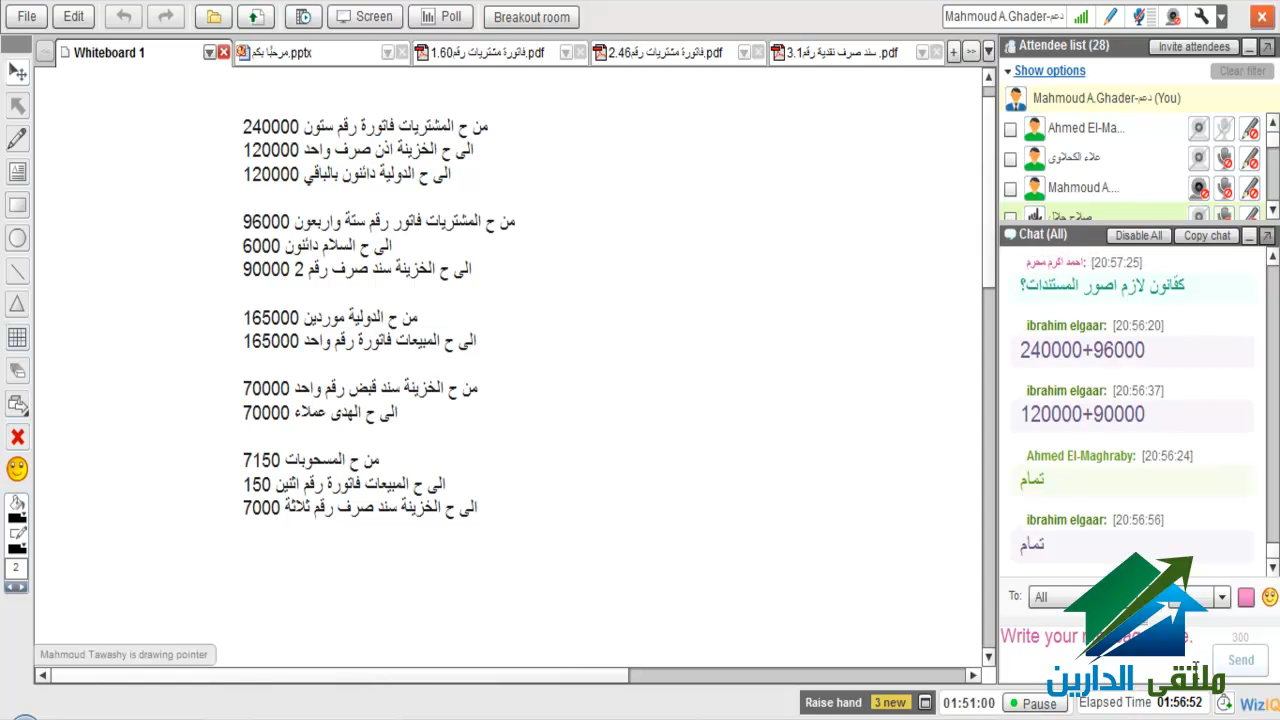 File
Edit
Screen
Poll
Breakout room
Mahmoud A.Ghader-دعم
Whiteboard 1
مرحلًا بكم.pptx
فاتورة مشتريات رقم1.60.pdf
فاتورة مشتريات رقم2.46.pdf
سند صرف نقدية رقم3.1.pdf
>>
Attendee list (28)
Invite attendees
Show options
Clear filter
Mahmoud A.Ghader-دعم (You)
Ahmed El-Ma...
علاء الكحلاوى
Mahmoud A....
صلاح جلال
من ح المشتريات فاتورة رقم ستون 240000
الى ح الخزينة اذن صرف واحد 120000
الى ح الدولية دائنون بالباقي 120000
من ح المشتريات فاتور رقم ستة واربعون 96000
الى ح السلام دائنون 6000
الى ح الخزينة سند صرف رقم 2 90000
من ح الدولية موردين 165000
الى ح المبيعات فاتورة رقم واحد 165000
من ح الخزينة سند قبض رقم واحد 70000
الى ح الهدى عملاء 70000
من ح المسحوبات 7150
الى ح المبيعات فاتورة رقم اثنين 150
الى ح الخزينة سند صرف رقم ثلاثة 7000
2
Mahmoud Tawashy is drawing pointer
Chat (All)
Disable All
Copy chat
احمد اكرم محرم: [20:57:25]
كقانون لازم اصور المستندات؟
ibrahim elgaar: [20:56:20]
240000+96000
ibrahim elgaar: [20:56:37]
120000+90000
Ahmed El-Maghraby: [20:56:24]
تمام
ibrahim elgaar: [20:56:56]
تمام
To:
All
Write your
300
Send
ملتقى الدارين
Raise hand
3 new
01:51:00
Pause
Elapsed Time
01:56:52
WizIQ